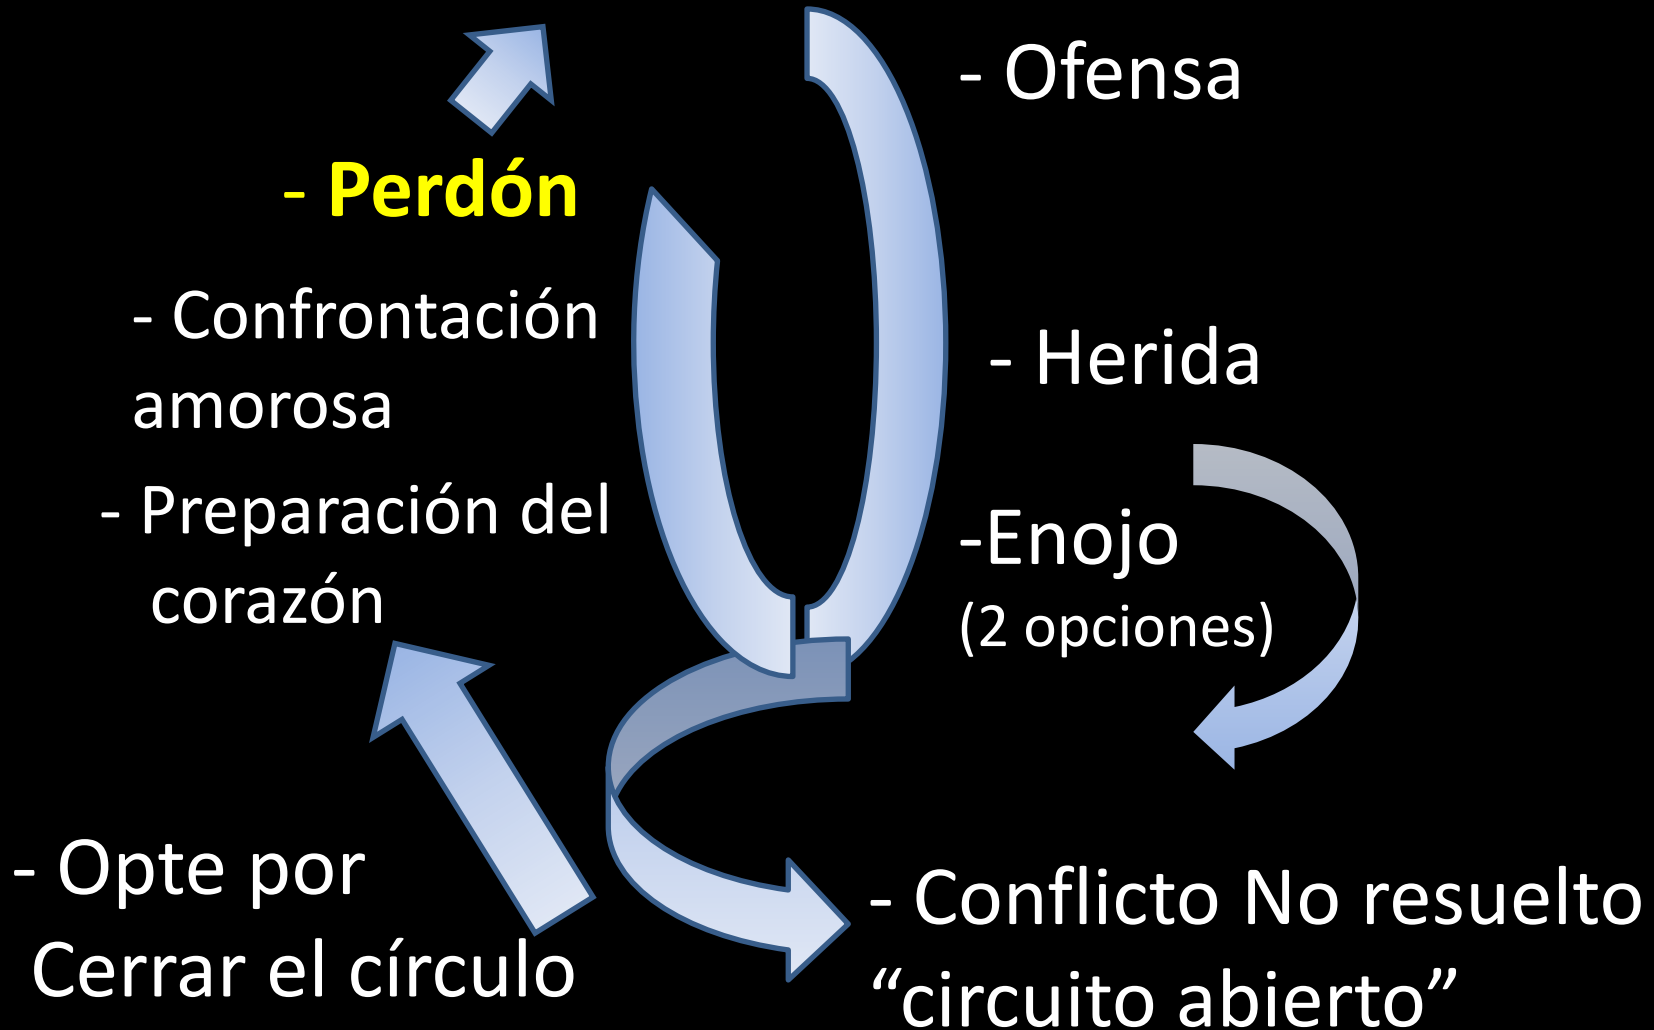 - Ofensa
- Herida
-Enojo
(2 opciones)
- Conflicto No resuelto
“circuito abierto”
- Opte por
Cerrar el círculo
- Preparación del
corazón
- Confrontación
amorosa
- Perdón